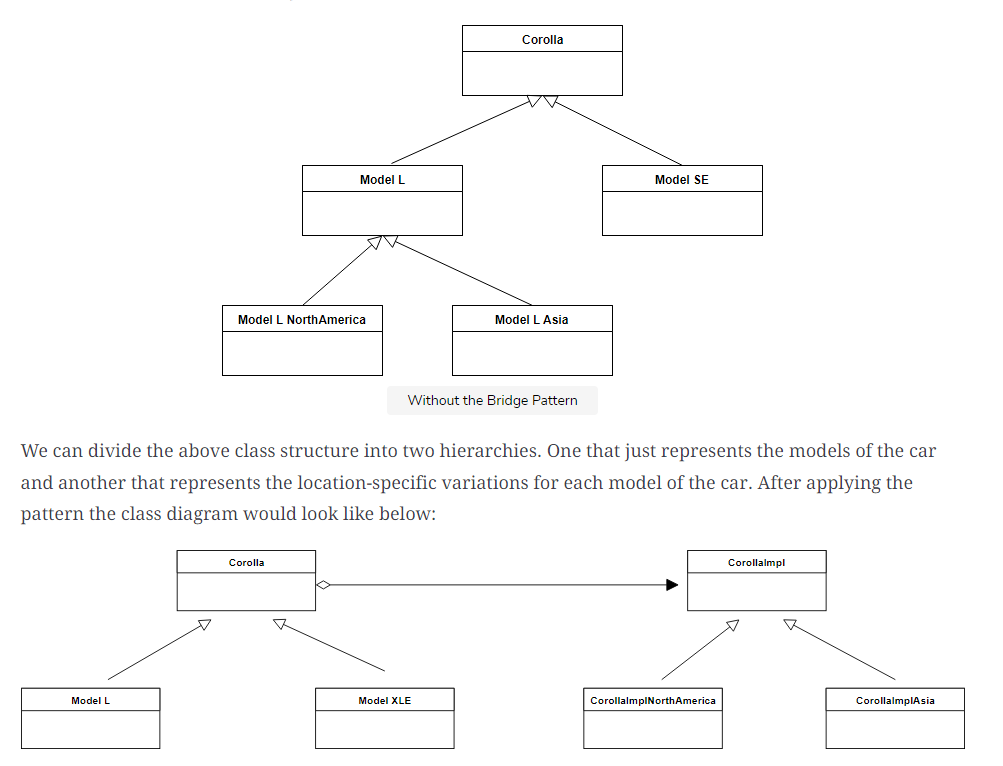 Corolla
Model L
Model SE
Model L NorthAmerica
Model L Asia
Without the Bridge Pattern
We can divide the above class structure into two hierarchies. One that just represents the models of the car
and another that represents the location-specific variations for each model of the car. After applying the
pattern the class diagram would look like below:
Corolla
CorollaImpl
Model L
Model XLE
CorollaImplNorthAmerica
CorollaImplAsia